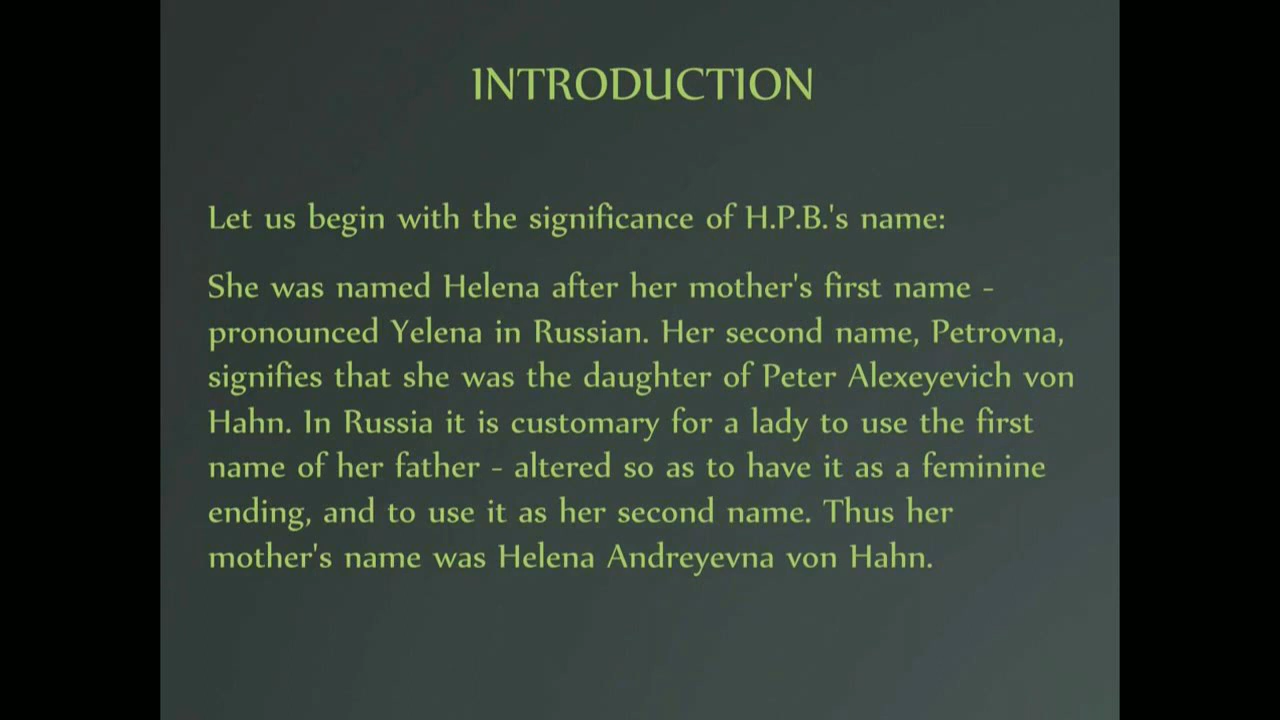 INTRODUCTION
Let us begin with the significance of H.P.B.'s name:
She was named Helena after her mother's first name -
pronounced Yelena in Russian. Her second name, Petrovna,
signifies that she was the daughter of Peter Alexeyevich von
Hahn. In Russia it is customary for a lady to use the first
name of her father - altered so as to have it as a feminine
ending, and to use it as her second name. Thus her
mother's name was Helena Andreyevna von Hahn.